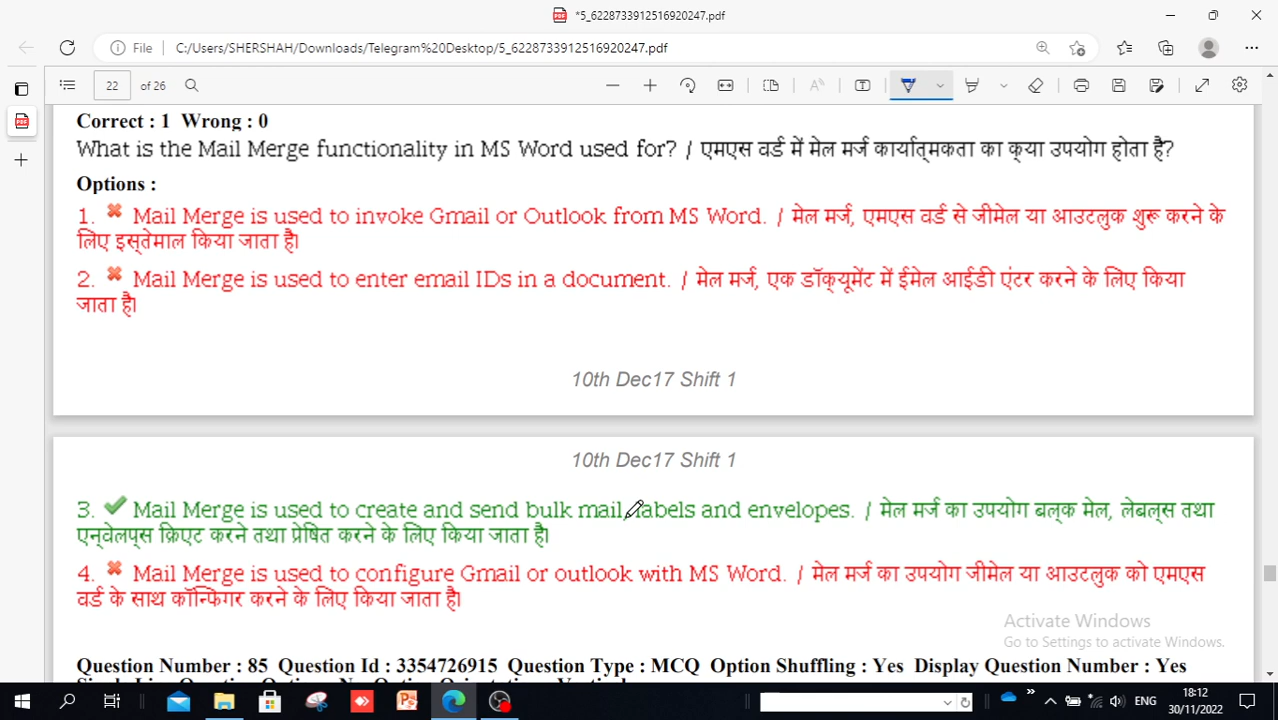 *5_6228733912516920247.pdf
File | C:/Users/SHERSHAH/Downloads/Telegram%20Desktop/5_6228733912516920247.pdf
22 of 26
Correct : 1 Wrong : 0
What is the Mail Merge functionality in MS Word used for? / एमएस वर्ड में मेल मर्ज कार्यात्मकता का क्या उपयोग होता है?
Options :
1. Mail Merge is used to invoke Gmail or Outlook from MS Word. / मेल मर्ज, एमएस वर्ड से जीमेल या आउटलुक शुरू करने के
लिए इस्तेमाल किया जाता है।
2. Mail Merge is used to enter email IDs in a document. / मेल मर्ज, एक डॉक्यूमेंट में ईमेल आईडी एंटर करने के लिए किया
जाता है।
10th Dec17 Shift 1
10th Dec17 Shift 1
3. Mail Merge is used to create and send bulk mail, labels and envelopes. / मेल मर्ज का उपयोग बल्क मेल, लेबल्स तथा
एन्वेलप्स क्रिएट करने तथा प्रेषित करने के लिए किया जाता है।
4. Mail Merge is used to configure Gmail or outlook with MS Word. / मेल मर्ज का उपयोग जीमेल या आउटलुक को एमएस
वर्ड के साथ कॉन्फिगर करने के लिए किया जाता है।
Activate Windows
Go to Settings to activate Windows.
Question Number : 85 Question Id : 3354726915 Question Type : MCQ Option Shuffling : Yes Display Question Number : Yes
ENG
18:12
30/11/2022